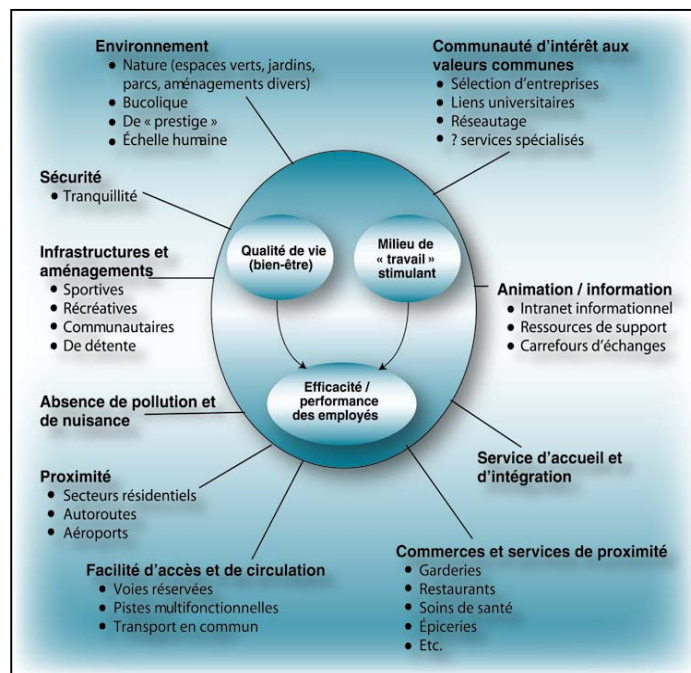 Environnement
• Nature (espaces verts, jardins,
parcs, aménagements divers)
• Bucolique
• De « prestige »
• Échelle humaine
Communauté d'intérêt aux
valeurs communes
• Sélection d'entreprises
• Liens universitaires
• Réseautage
• ? services spécialisés
Sécurité
• Tranquillité
Qualité de vie
(bien-être)
Milieu de
« travail »
stimulant
Infrastructures et
aménagements
• Sportives
• Récréatives
• Communautaires
• De détente
Animation / information
• Intranet informationnel
• Ressources de support
• Carrefours d'échanges
Efficacité /
performance
des employés
Absence de pollution et
de nuisance
Service d'accueil et
d'intégration
Proximité
• Secteurs résidentiels
• Autoroutes
• Aéroports
Facilité d'accès et de circulation
• Voies réservées
• Pistes multifonctionnelles
• Transport en commun
Commerces et services de proximité
• Garderies
• Restaurants
• Soins de santé
• Épiceries
• Etc.